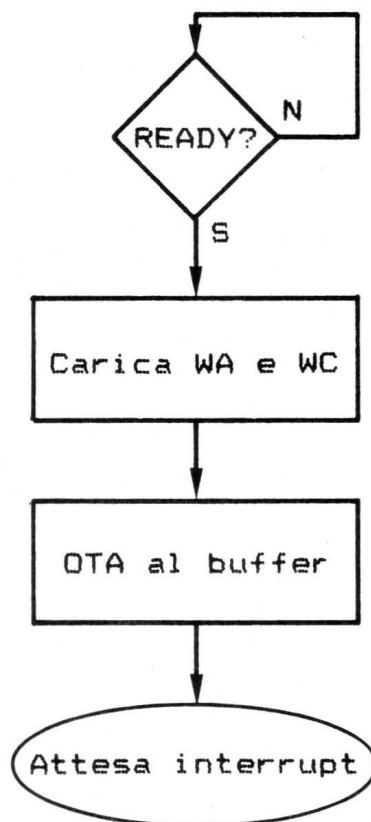 READY?
N
S
Carica WA e WC
OTA al buffer
Attesa interrupt